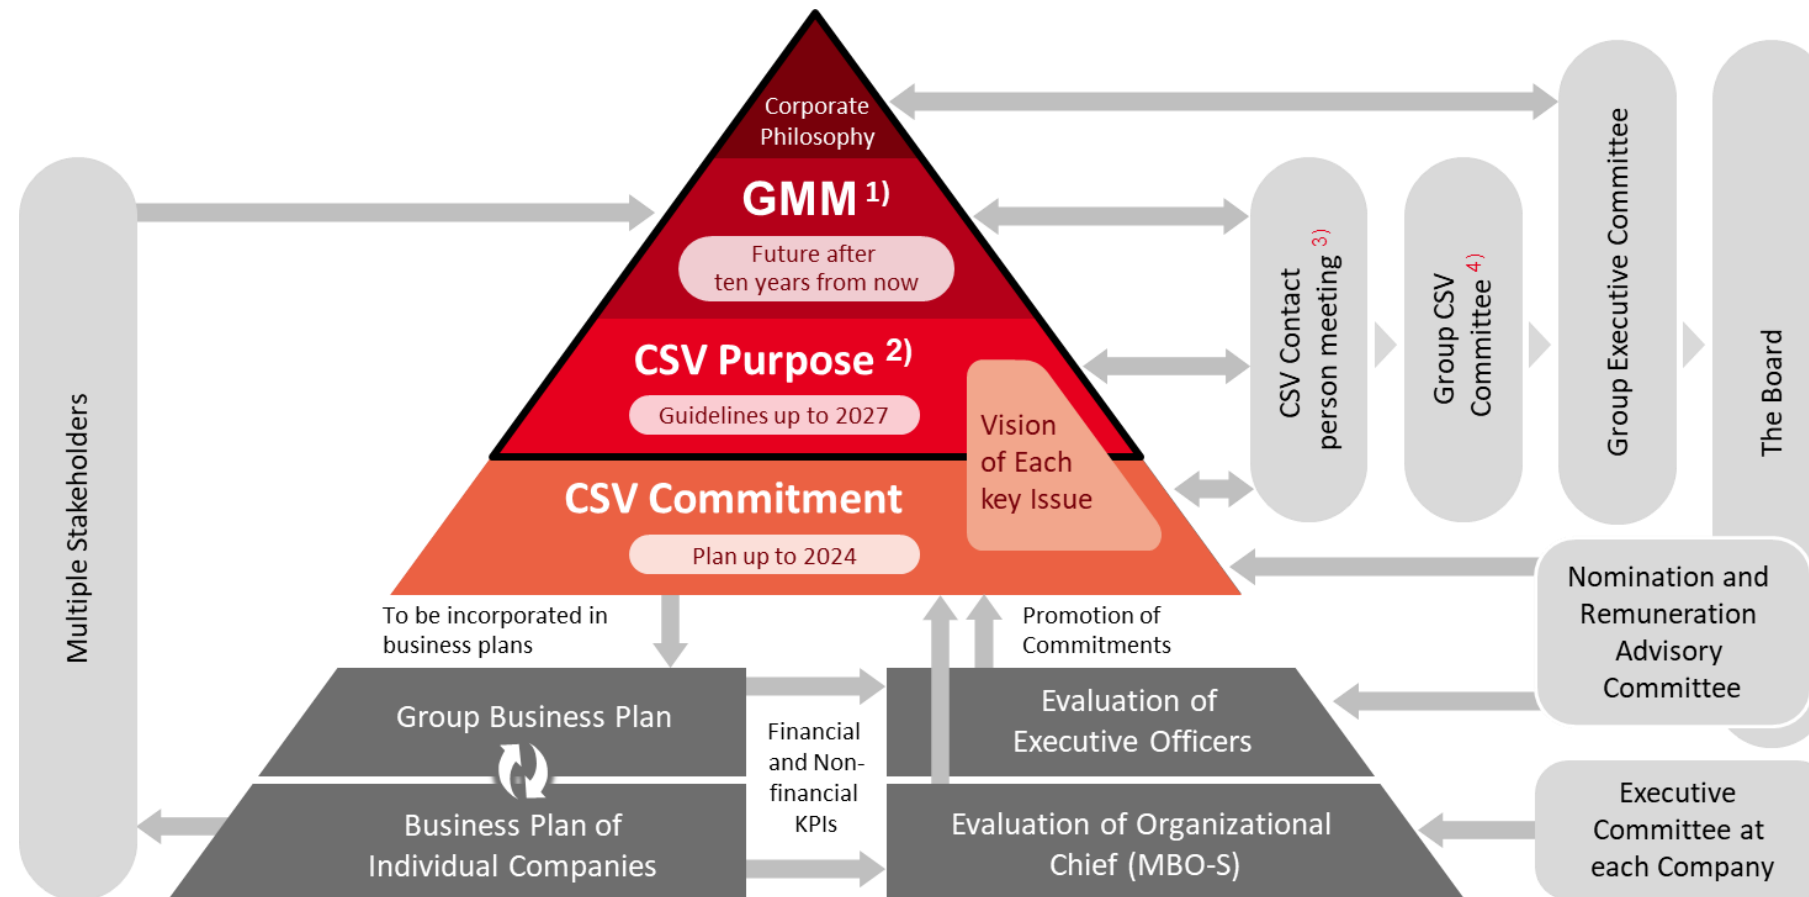 Corporate
Philosophy
GMM 1)
Future after
ten years from now
CSV Purpose 2)
Guidelines up to 2027
Vision
of Each
key Issue
CSV Commitment
Plan up to 2024
Multiple Stakeholders
CSV Contact
person meeting 3)
Group CSV
Committee 4)
Group Executive Committee
The Board
To be incorporated in
business plans
Promotion of
Commitments
Nomination and
Remuneration
Advisory
Committee
Group Business Plan
Financial
and Non-
financial
KPIs
Evaluation of
Executive Officers
Business Plan of
Individual Companies
Evaluation of Organizational
Chief (MBO-S)
Executive
Committee at
each Company